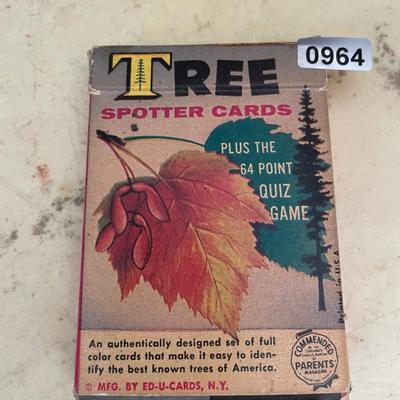 0964
TREE
SPOTTER CARDS
PLUS THE
64 POINT
QUIZ
GAME
Printed in U.S.A.
An authentically designed set of full
color cards that make it easy to iden-
tify the best known trees of America.
© MFG. BY ED-U-CARDS, N.Y.
COMMENDED
PARENTS'
MAGAZINE